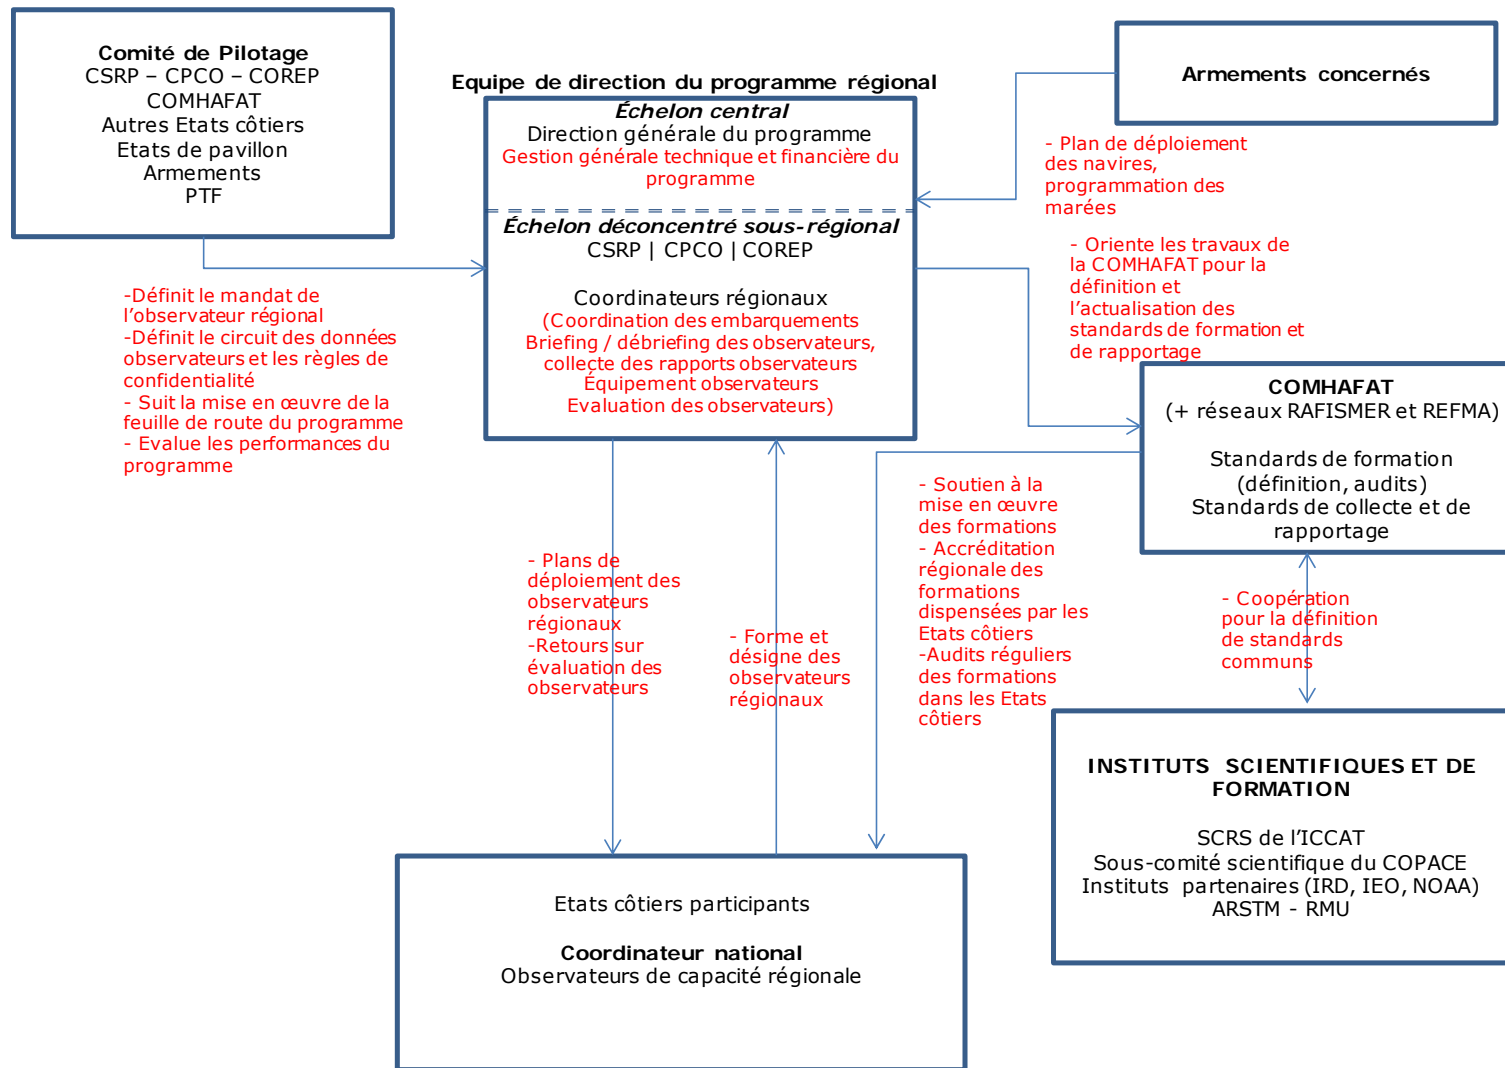 Comité de Pilotage
CSRP – CPCO – COREP
COMHAFAT
Autres Etats côtiers
Etats de pavillon
Armements
PTF
Equipe de direction du programme régional
Échelon central
Direction générale du programme
Gestion générale technique et financière du
programme
Échelon déconcentré sous-régional
CSRP | CPCO | COREP
Coordinateurs régionaux
(Coordination des embarquements
Briefing / débriefing des observateurs,
collecte des rapports observateurs
Équipement observateurs
Evaluation des observateurs)
Armements concernés
- Plan de déploiement
des navires,
programmation des
marées
- Oriente les travaux de
la COMHAFAT pour la
définition et
l’actualisation des
standards de formation et
de rapportage
-Définit le mandat de
l’observateur régional
-Définit le circuit des données
observateurs et les règles de
confidentialité
- Suit la mise en œuvre de la
feuille de route du programme
- Evalue les performances du
programme
COMHAFAT
(+ réseaux RAFISMER et REFMA)
Standards de formation
(définition, audits)
Standards de collecte et de
rapportage
- Plans de
déploiement des
observateurs
régionaux
-Retours sur
évaluation des
observateurs
- Forme et
désigne des
observateurs
régionaux
- Soutien à la
mise en œuvre
des formations
- Accréditation
régionale des
formations
dispensées par les
Etats côtiers
-Audits réguliers
des formations
dans les Etats
côtiers
- Coopération
pour la définition
de standards
communs
INSTITUTS SCIENTIFIQUES ET DE
FORMATION
SCRS de l’ICCAT
Sous-comité scientifique du COPACE
Instituts partenaires (IRD, IEO, NOAA)
ARSTM - RMU
Etats côtiers participants
Coordinateur national
Observateurs de capacité régionale